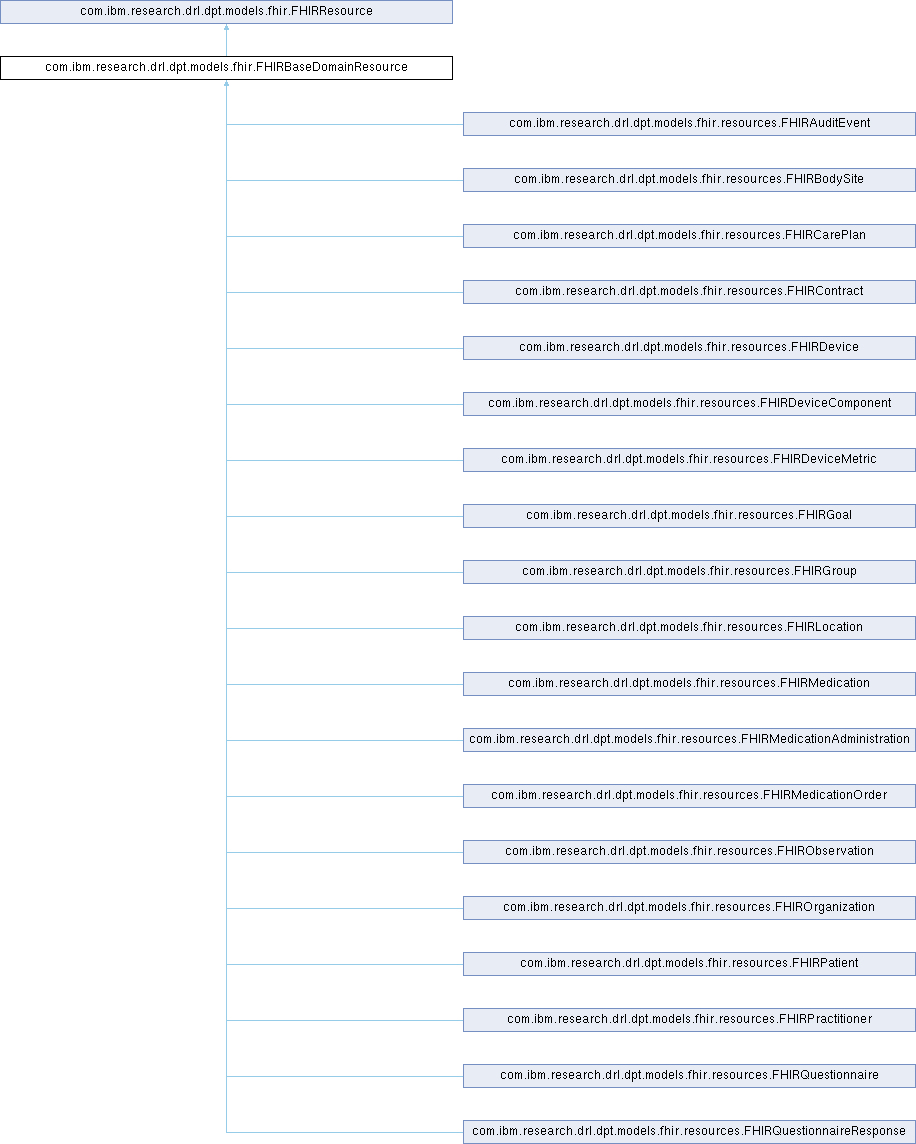 com.ibm.research.drl.dpt.models.fhir.FHIRResource
com.ibm.research.drl.dpt.models.fhir.FHIRBaseDomainResource
com.ibm.research.drl.dpt.models.fhir.resources.FHIRAuditEvent
com.ibm.research.drl.dpt.models.fhir.resources.FHIRBodySite
com.ibm.research.drl.dpt.models.fhir.resources.FHIRCarePlan
com.ibm.research.drl.dpt.models.fhir.resources.FHIRContract
com.ibm.research.drl.dpt.models.fhir.resources.FHIRDevice
com.ibm.research.drl.dpt.models.fhir.resources.FHIRDeviceComponent
com.ibm.research.drl.dpt.models.fhir.resources.FHIRDeviceMetric
com.ibm.research.drl.dpt.models.fhir.resources.FHIRGoal
com.ibm.research.drl.dpt.models.fhir.resources.FHIRGroup
com.ibm.research.drl.dpt.models.fhir.resources.FHIRLocation
com.ibm.research.drl.dpt.models.fhir.resources.FHIRMedication
com.ibm.research.drl.dpt.models.fhir.resources.FHIRMedicationAdministration
com.ibm.research.drl.dpt.models.fhir.resources.FHIRMedicationOrder
com.ibm.research.drl.dpt.models.fhir.resources.FHIRObservation
com.ibm.research.drl.dpt.models.fhir.resources.FHIROrganization
com.ibm.research.drl.dpt.models.fhir.resources.FHIRPatient
com.ibm.research.drl.dpt.models.fhir.resources.FHIRPractitioner
com.ibm.research.drl.dpt.models.fhir.resources.FHIRQuestionnaire
com.ibm.research.drl.dpt.models.fhir.resources.FHIRQuestionnaireResponse